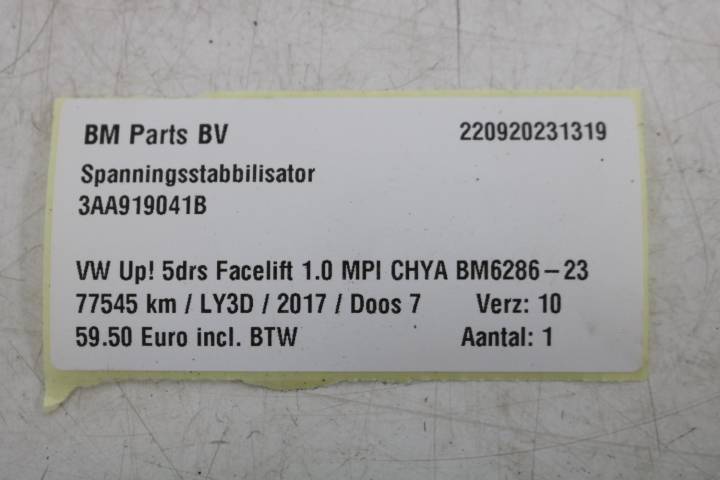 BM Parts BV 220920231319
Spanningsstabbilisator
3AA919041B
VW Up! 5drs Facelift 1.0 MPI CHYA BM6286-23
77545 km / LY3D / 2017 / Doos 7 Verz: 10
59.50 Euro incl. BTW Aantal: 1